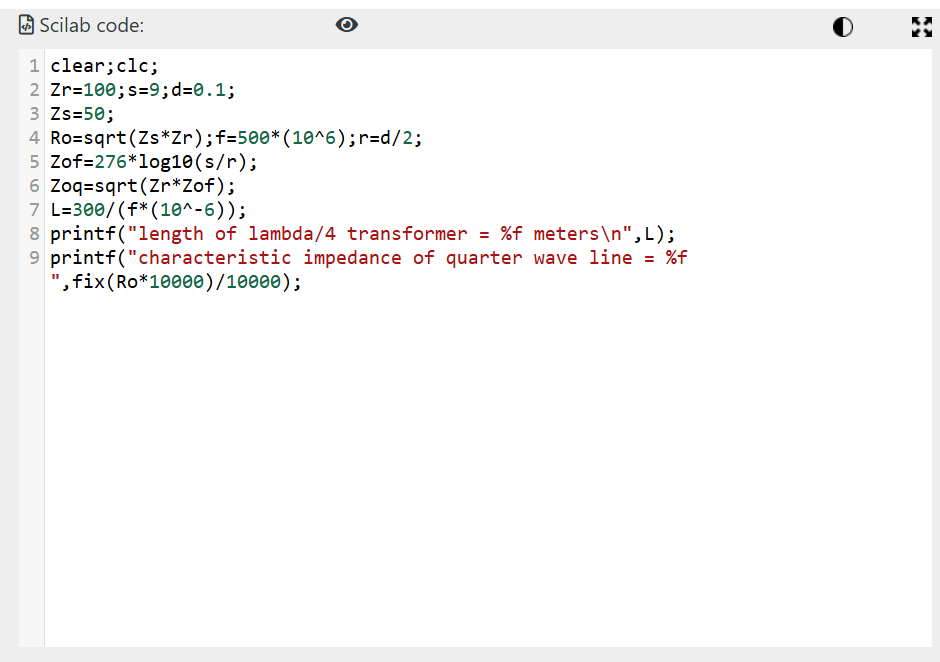 Scilab code:
1 clear;clc;
2 Zr=100;s=9;d=0.1;
3 Zs=50;
4 Ro=sqrt(Zs*Zr);f=500*(10^6);r=d/2;
5 Zof=276*log10(s/r);
6 Zoq=sqrt(Zr*Zof);
7 L=300/(f*(10^-6));
8 printf("length of lambda/4 transformer = %f meters\n",L);
9 printf("characteristic impedance of quarter wave line = %f
",fix(Ro*10000)/10000);